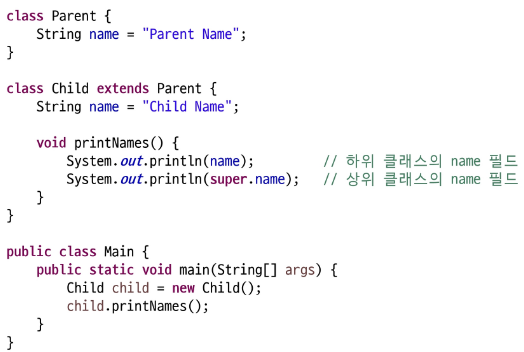 class Parent {
    String name = "Parent Name";
}

class Child extends Parent {
    String name = "Child Name";

    void printNames() {
        System.out.println(name);         // 하위 클래스의 name 필드
        System.out.println(super.name);   // 상위 클래스의 name 필드
    }
}

public class Main {
    public static void main(String[] args) {
        Child child = new Child();
        child.printNames();
    }
}